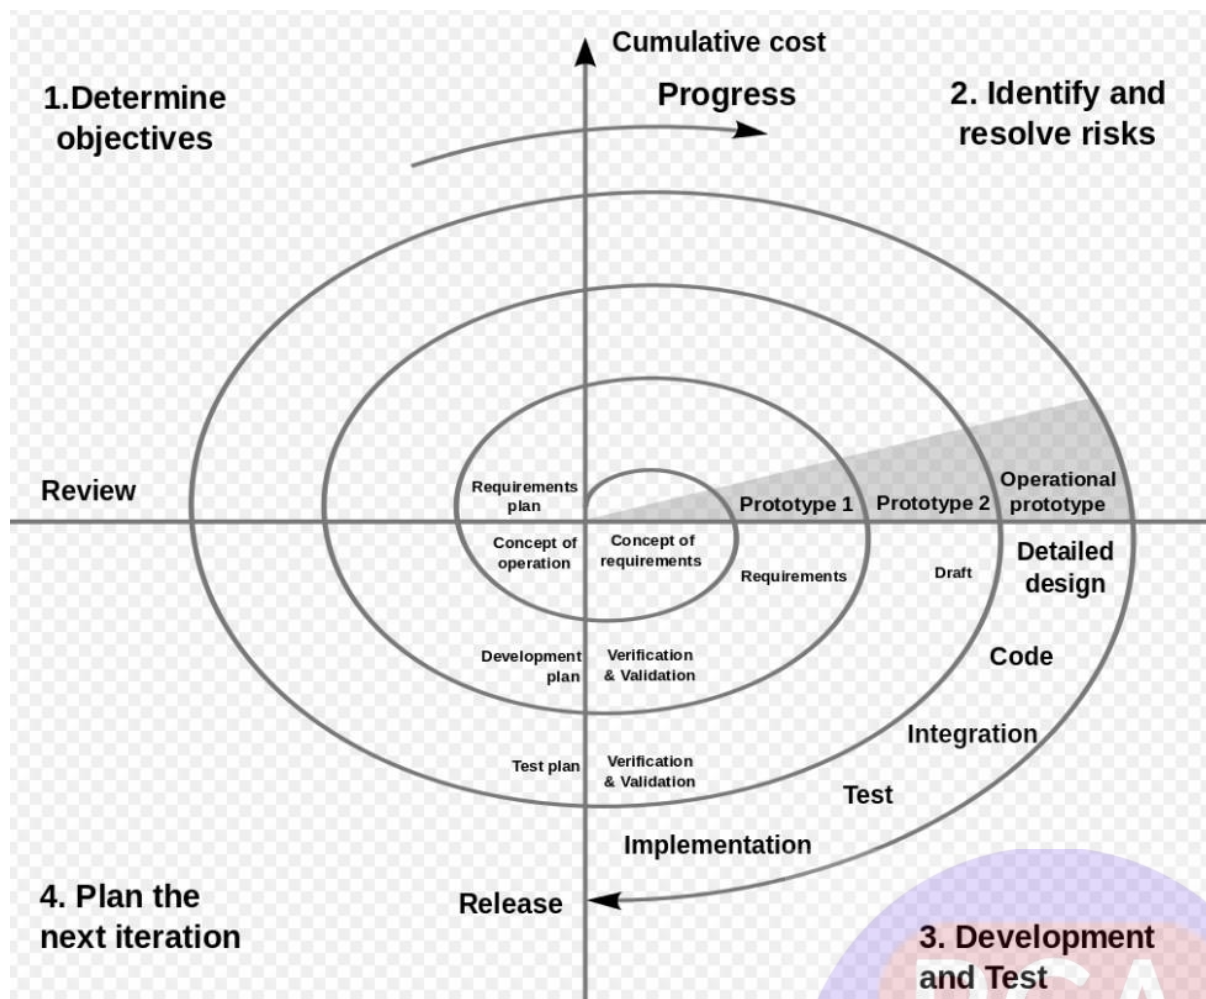 Cumulative cost
Progress
1.Determine
objectives
2. Identify and
resolve risks
Review
Requirements
plan
Prototype 1
Prototype 2
Operational
prototype
Concept of
operation
Concept of
requirements
Requirements
Draft
Detailed
design
Development
plan
Verification
& Validation
Code
Integration
Test plan
Verification
& Validation
Test
Implementation
Release
4. Plan the
next iteration
3. Development
and Test